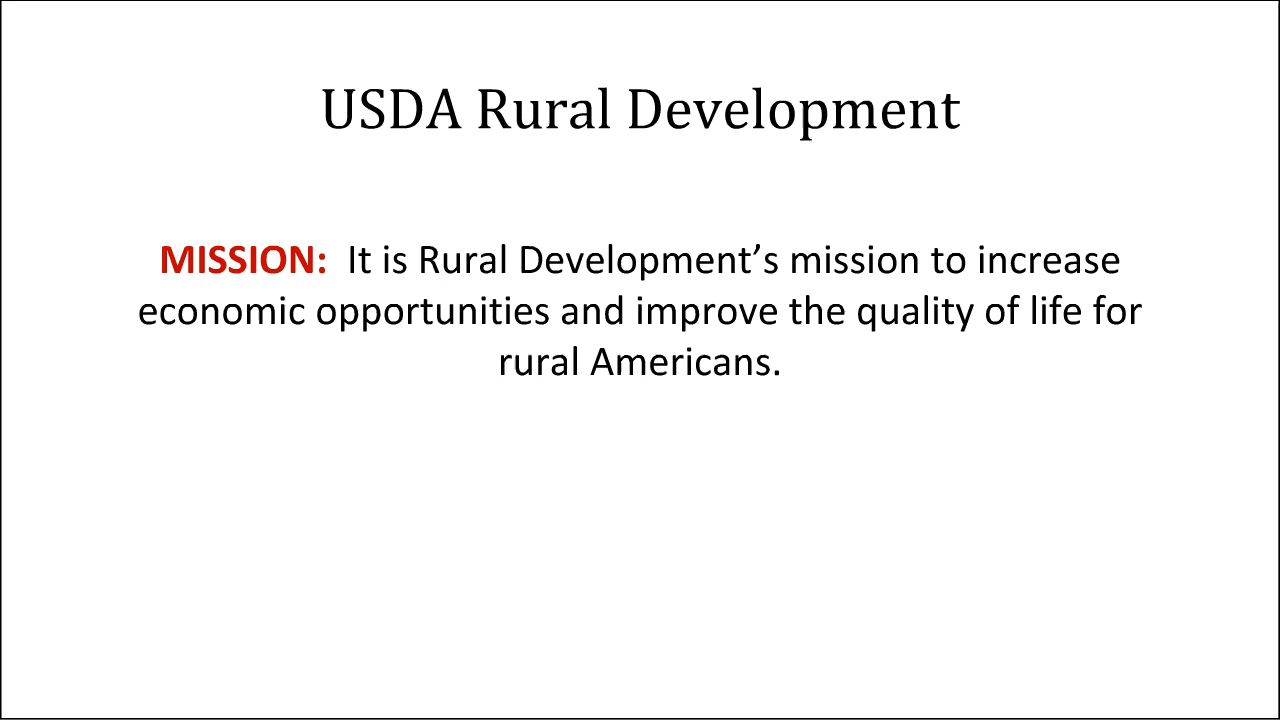 USDA Rural Development
MISSION:  It is Rural Development’s mission to increase
economic opportunities and improve the quality of life for
rural Americans.